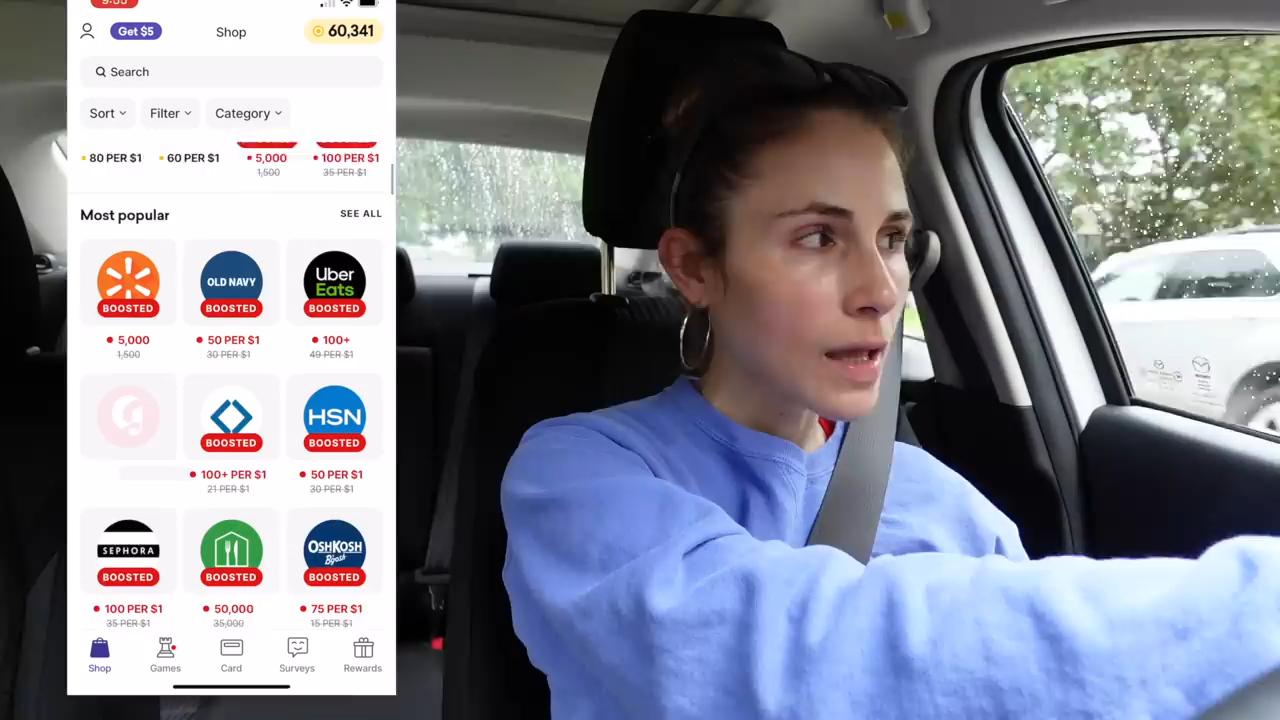 9:55
Get $5
Shop
60,341
Search
Sort
Filter
Category
80 PER $1
60 PER $1
5,000
100 PER $1
1,500
35 PER $1
Most popular
SEE ALL
OLD NAVY
Uber
Eats
BOOSTED
BOOSTED
BOOSTED
5,000
50 PER $1
100+
1,500
30 PER $1
49 PER $1
HSN
BOOSTED
BOOSTED
100+ PER $1
50 PER $1
21 PER $1
30 PER $1
SEPHORA
OSHKOSH
B'gosh
BOOSTED
BOOSTED
BOOSTED
100 PER $1
50,000
75 PER $1
35 PER $1
35,000
15 PER $1
Shop
Games
Card
Surveys
Rewards